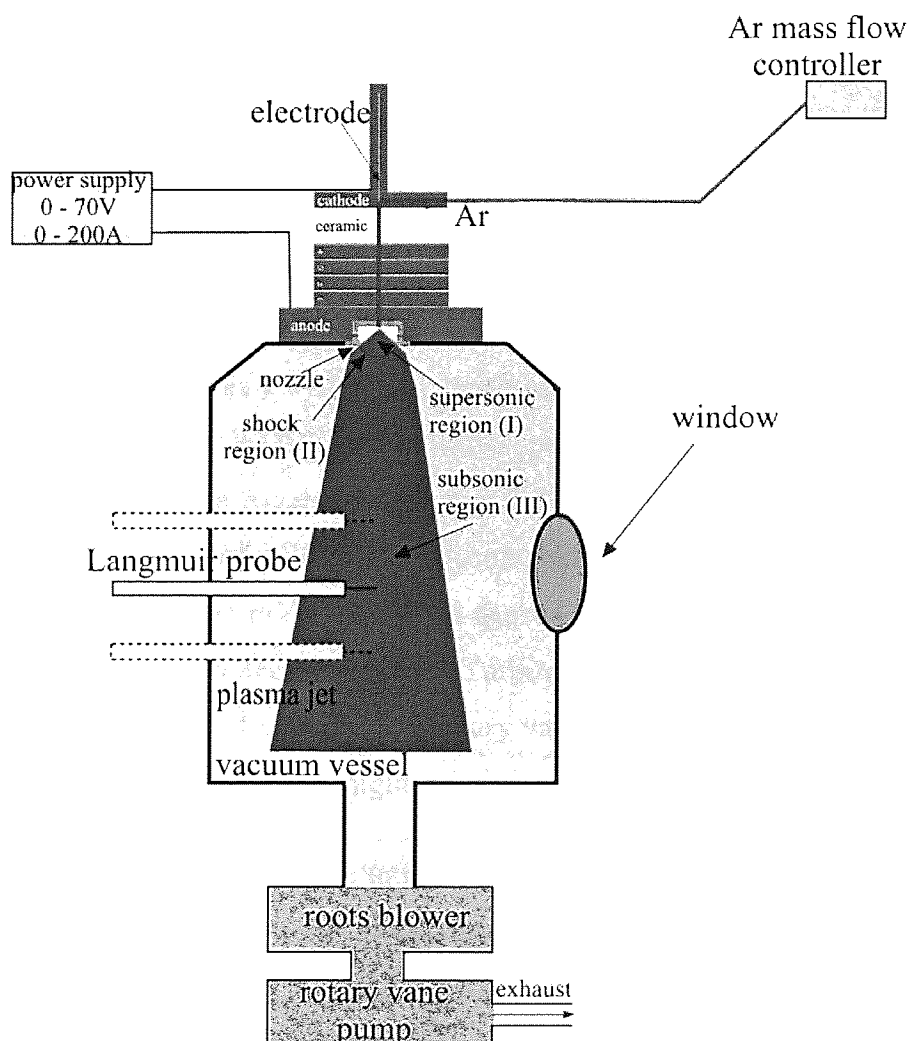 Ar mass flow
controller
electrode
power supply
0 - 70V
0 - 200A
cathode
Ar
ceramic
anode
nozzle
supersonic
region (I)
shock
region (II)
window
subsonic
region (III)
Langmuir probe
plasma jet
vacuum vessel
roots blower
exhaust
rotary vane
pump